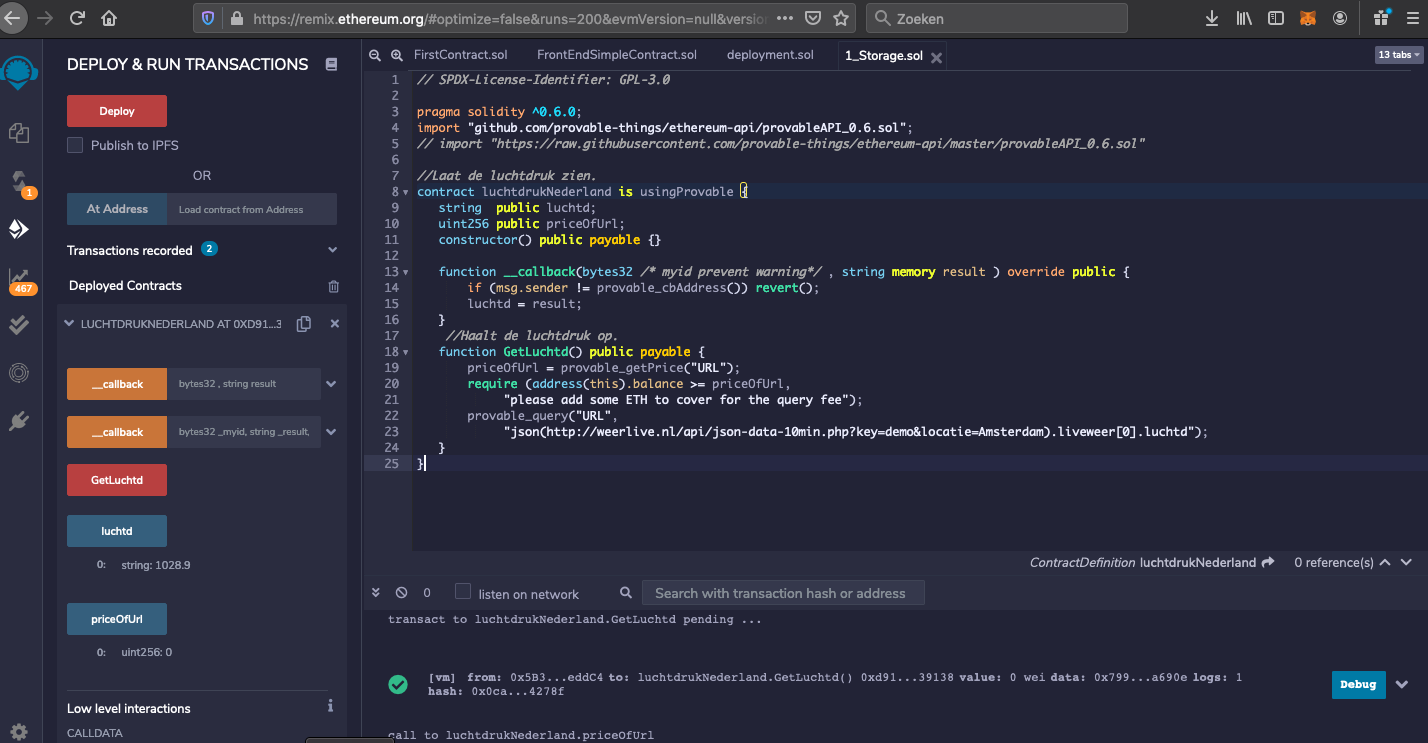 https://remix.ethereum.org/#optimize=false&runs=200&evmVersion=null&version
Zoeken
DEPLOY & RUN TRANSACTIONS
Deploy
Publish to IPFS
OR
At Address
Load contract from Address
Transactions recorded 2
Deployed Contracts
LUCHTDRUKNEDERLAND AT 0XD91...3
__callback
bytes32 , string result
__callback
bytes32 _myid, string _result,
GetLuchtd
luchtd
0: string: 1028.9
priceOfUrl
0: uint256: 0
Low level interactions
i
CALLDATA
1
467
FirstContract.sol
FrontEndSimpleContract.sol
deployment.sol
1_Storage.sol
13 tabs
1 // SPDX-License-Identifier: GPL-3.0
2
3 pragma solidity ^0.6.0;
4 import "github.com/provable-things/ethereum-api/provableAPI_0.6.sol";
5 // import "https://raw.githubusercontent.com/provable-things/ethereum-api/master/provableAPI_0.6.sol"
6
7 //Laat de luchtdruk zien.
8 contract luchtdrukNederland is usingProvable {
9 string  public luchtd;
10 uint256 public priceOfUrl;
11 constructor() public payable {}
12
13 function __callback(bytes32 /* myid prevent warning*/ , string memory result ) override public {
14 if (msg.sender != provable_cbAddress()) revert();
15 luchtd = result;
16 }
17 //Haalt de luchtdruk op.
18 function GetLuchtd() public payable {
19 priceOfUrl = provable_getPrice("URL");
20 require (address(this).balance >= priceOfUrl,
21 "please add some ETH to cover for the query fee");
22 provable_query("URL",
23 "json(http://weerlive.nl/api/json-data-10min.php?key=demo&locatie=Amsterdam).liveweer[0].luchtd");
24 }
25 }
ContractDefinition luchtdrukNederland
0 reference(s)
0
listen on network
Search with transaction hash or address
transact to luchtdrukNederland.GetLuchtd pending ...
[vm] from: 0x5B3...eddC4 to: luchtdrukNederland.GetLuchtd() 0xd91...39138 value: 0 wei data: 0x799...a690e logs: 1
hash: 0x0ca...4278f
Debug
call to luchtdrukNederland.priceOfUrl